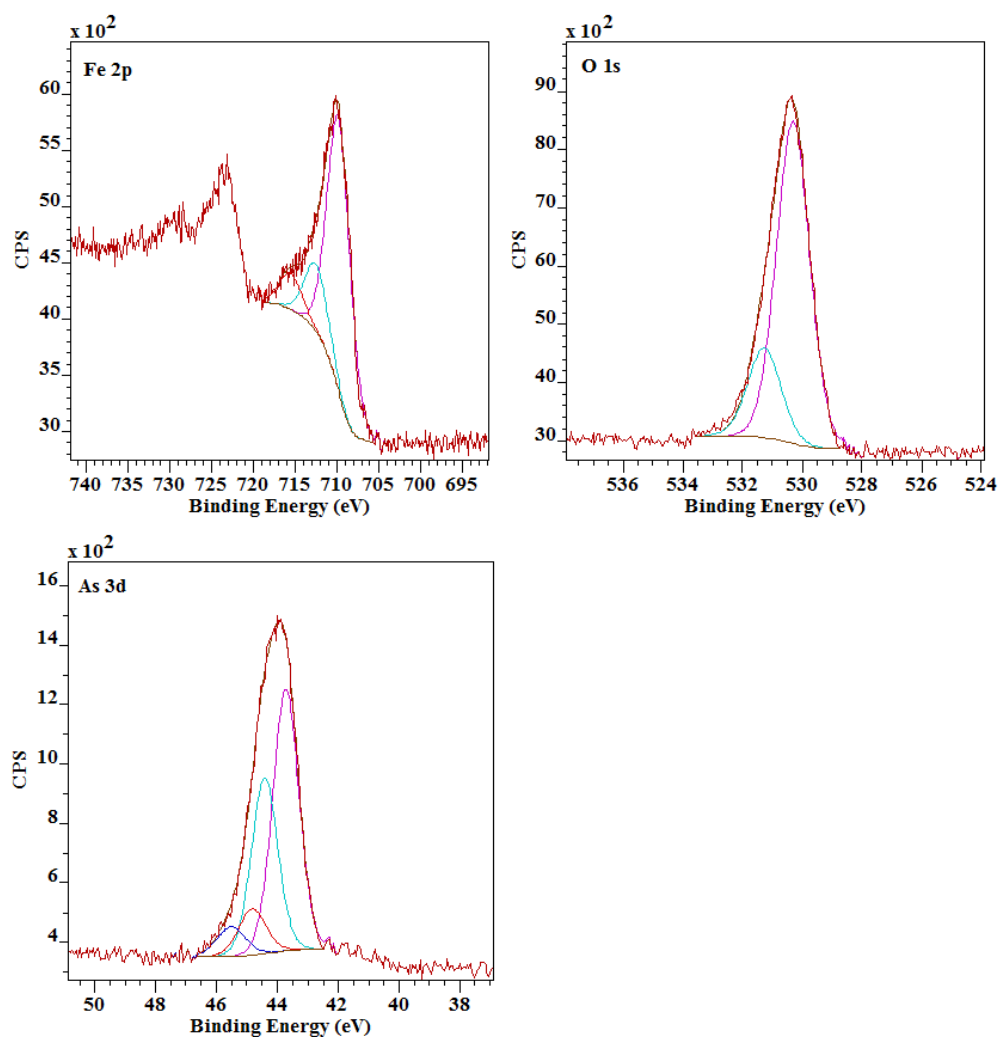 x 10²
Fe 2p
60
55
50
45
40
35
30
CPS
740 735 730 725 720 715 710 705 700 695
Binding Energy (eV)
x 10²
O 1s
90
80
70
60
50
40
30
CPS
536 534 532 530 528 526 524
Binding Energy (eV)
x 10²
As 3d
16
14
12
10
8
6
4
CPS
50 48 46 44 42 40 38
Binding Energy (eV)